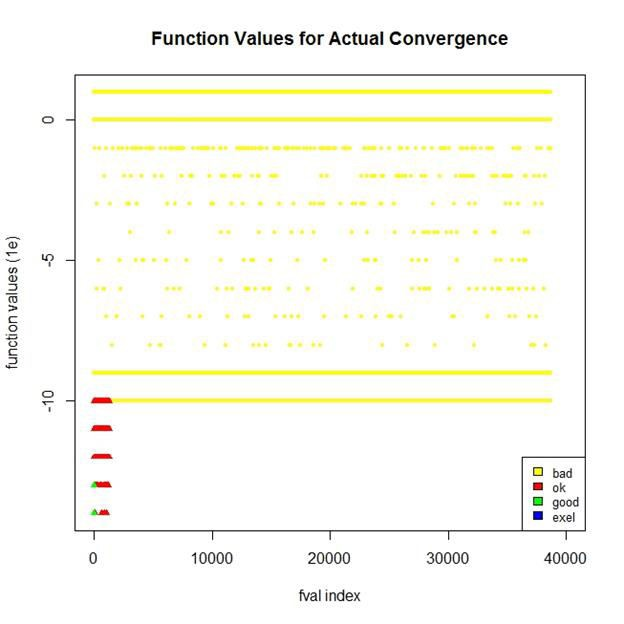 Function Values for Actual Convergence
function values (1e)
0
-5
-10
bad
ok
good
exel
0 10000 20000 30000 40000
fval index